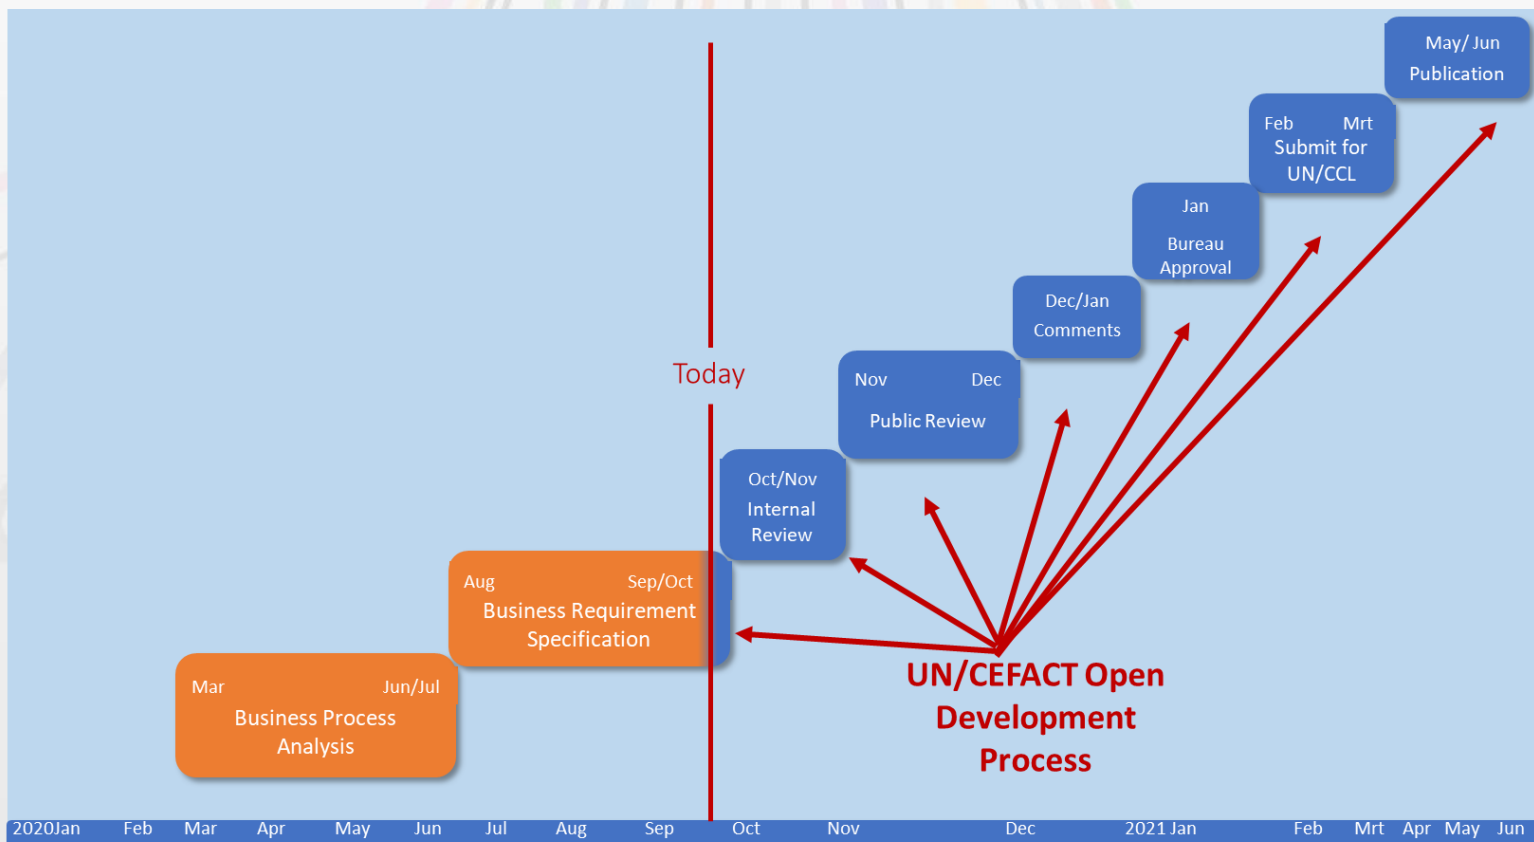 May/ Jun
Publication
Feb Mrt
Submit for
UN/CCL
Jan
Bureau
Approval
Dec/Jan
Comments
Today
Nov Dec
Public Review
Oct/Nov
Internal
Review
Aug Sep/Oct
Business Requirement
Specification
Mar Jun/Jul
Business Process
Analysis
UN/CEFACT Open
Development
Process
2020Jan Feb Mar Apr May Jun Jul Aug Sep Oct Nov Dec 2021 Jan Feb Mrt Apr May Jun